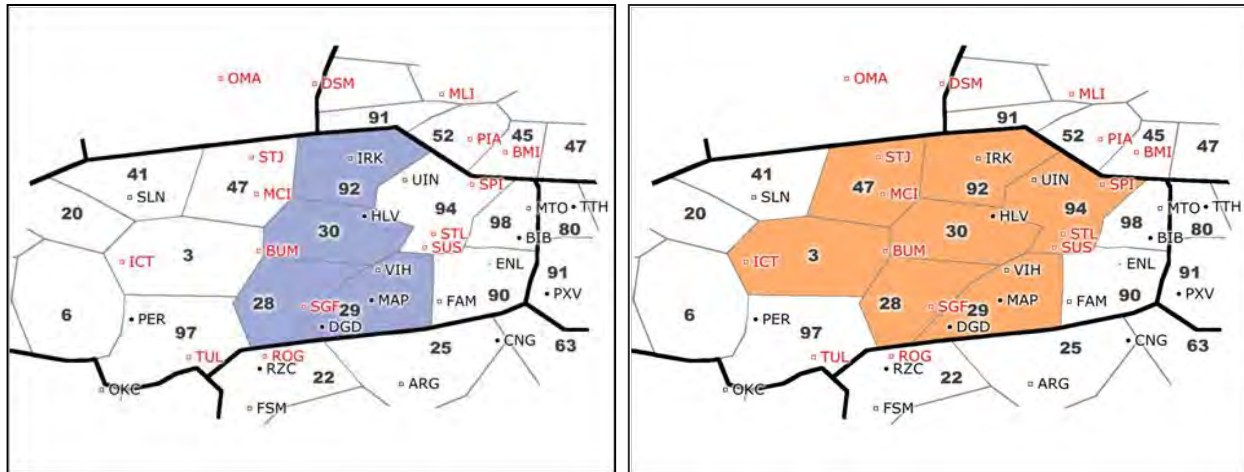 OMA
DSM
MLI
91
52
PIA
45
BMI
47
STJ
IRK
41
SLN
47
MCI
92
UIN
SPI
20
94
HLV
MTO
TTH
98
80
30
STL
BIB
3
BUM
SUS
ICT
VIH
ENL
91
28
SGF
MAP
29
FAM
90
PXV
6
PER
97
DGD
25
CNG
63
TUL
ROG
RZC
22
OKC
ARG
FSM
OMA
DSM
MLI
91
52
PIA
45
BMI
47
STJ
IRK
41
SLN
47
MCI
92
UIN
SPI
20
94
HLV
MTO
TTH
98
80
30
STL
BIB
3
BUM
SUS
ICT
VIH
ENL
91
28
SGF
MAP
29
FAM
90
PXV
6
PER
97
DGD
25
CNG
63
TUL
ROG
RZC
22
OKC
ARG
FSM